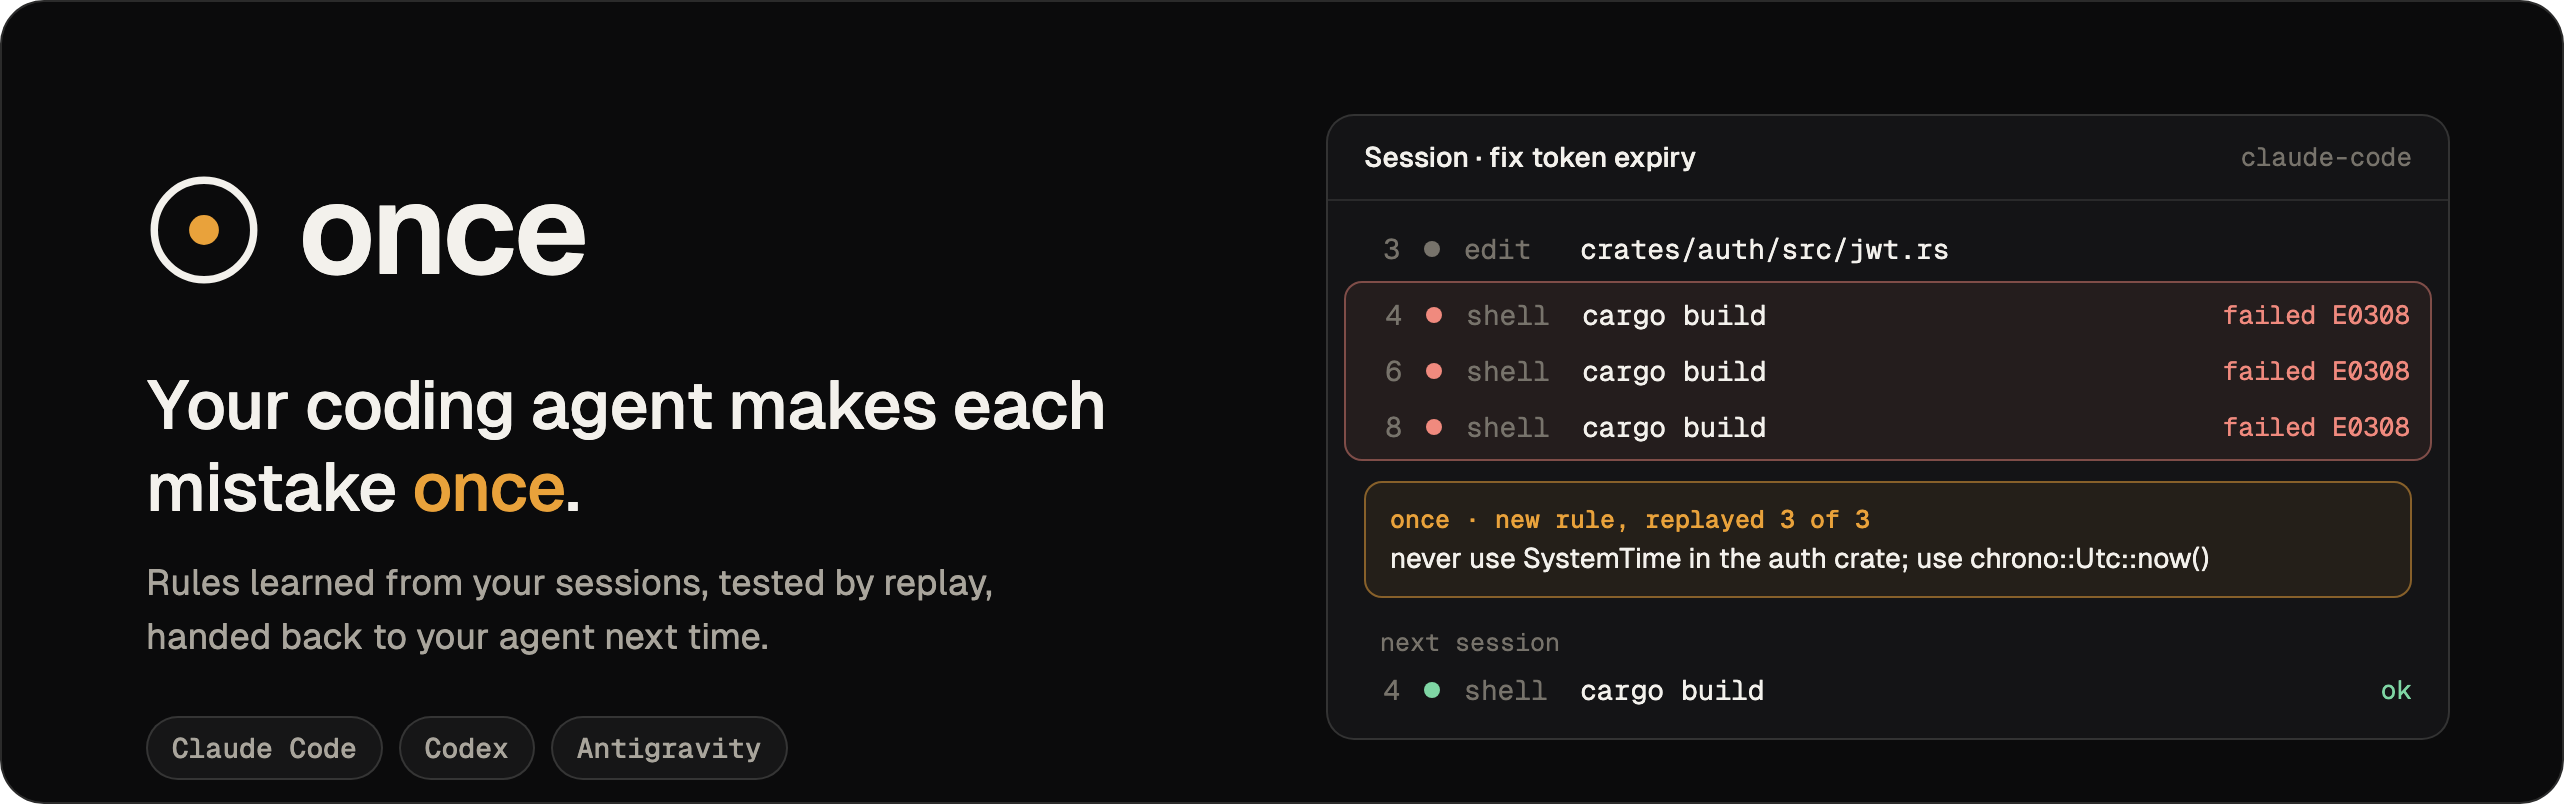 once
Your coding agent makes each
mistake once.
Rules learned from your sessions, tested by replay,
handed back to your agent next time.
Claude Code Codex Antigravity
Session · fix token expiry claude-code
3 edit crates/auth/src/jwt.rs
4 shell cargo build failed E0308
6 shell cargo build failed E0308
8 shell cargo build failed E0308
once · new rule, replayed 3 of 3
never use SystemTime in the auth crate; use chrono::Utc::now()
next session
4 shell cargo build ok